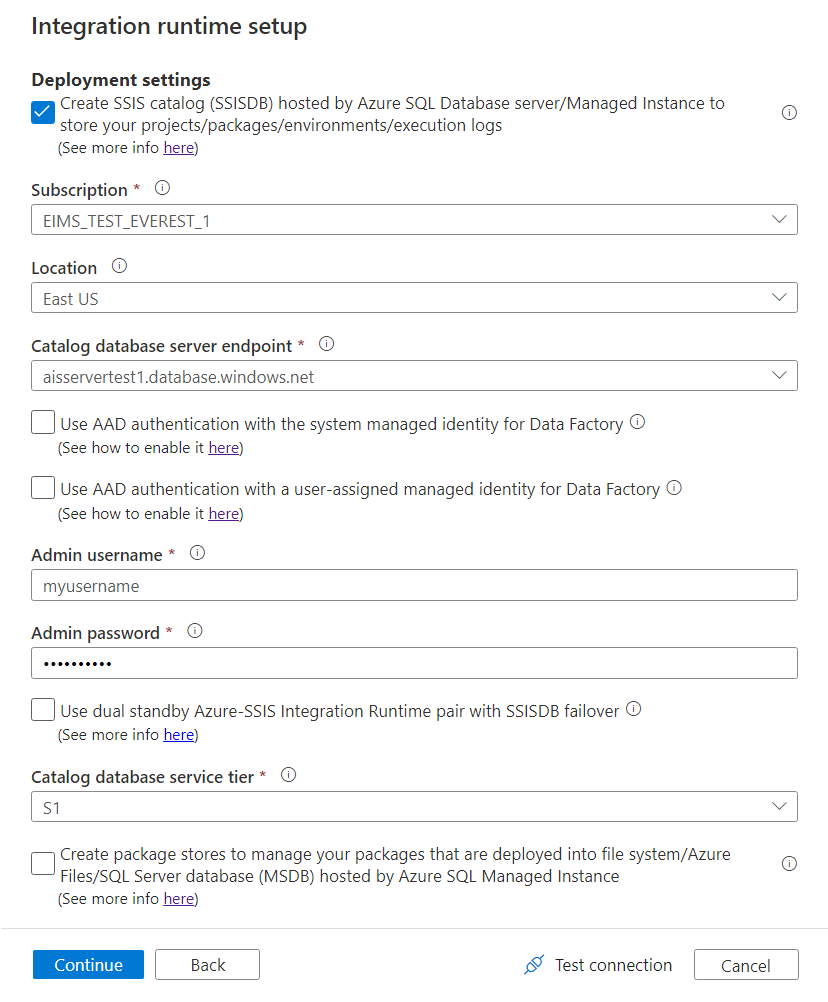 Integration runtime setup
Deployment settings
Create SSIS catalog (SSISDB) hosted by Azure SQL Database server/Managed Instance to
store your projects/packages/environments/execution logs
(See more info here)
Subscription *
EIMS_TEST_EVEREST_1
Location
East US
Catalog database server endpoint *
aisservertest1.database.windows.net
Use AAD authentication with the system managed identity for Data Factory
(See how to enable it here)
Use AAD authentication with a user-assigned managed identity for Data Factory
(See how to enable it here)
Admin username *
myusername
Admin password *
••••••••••
Use dual standby Azure-SSIS Integration Runtime pair with SSISDB failover
(See more info here)
Catalog database service tier *
S1
Create package stores to manage your packages that are deployed into file system/Azure
Files/SQL Server database (MSDB) hosted by Azure SQL Managed Instance
(See more info here)
Continue Back Test connection Cancel